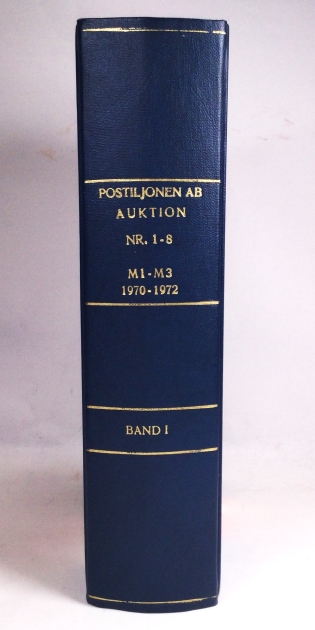 POSTILJONEN AB
AUKTION
NR. 1-8
M1-M3
1970-1972
BAND I